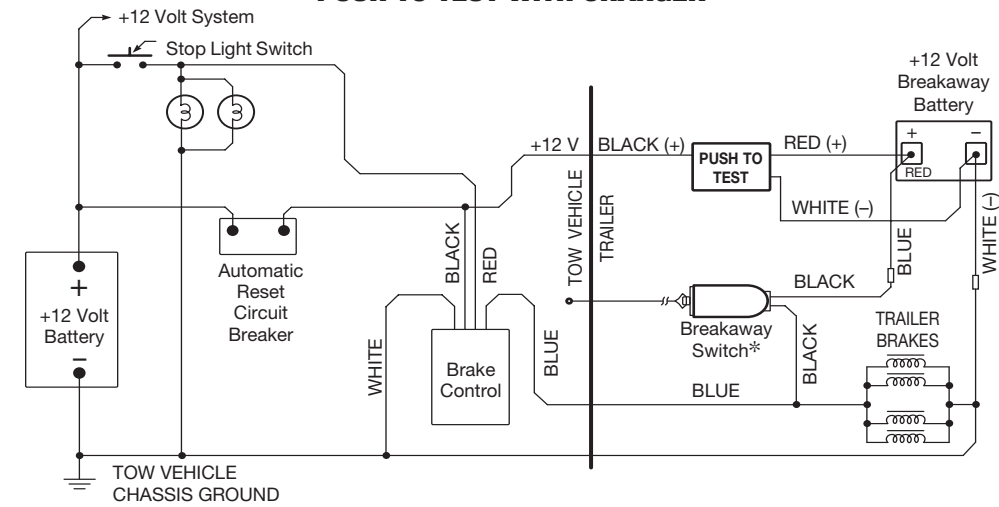 PUSH TO TEST WITH CHARGER
+12 Volt System
Stop Light Switch
+12 Volt
Breakaway
Battery
+ −
RED
+12 V
BLACK (+)
PUSH TO
TEST
RED (+)
WHITE (–)
WHITE (–)
BLUE
TOW VEHICLE
TRAILER
BLACK
RED
Automatic
Reset
Circuit
Breaker
+
+12 Volt
Battery
−
WHITE
Brake
Control
BLUE
BLACK
Breakaway
Switch*
BLACK
TRAILER
BRAKES
BLUE
TOW VEHICLE
CHASSIS GROUND